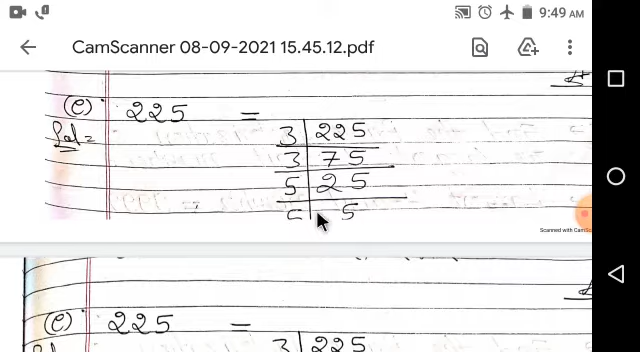 9:49 AM
CamScanner 08-09-2021 15.45.12.pdf
(e) 225 =
Sol= 3 225
3 75
5 25
5 5
Scanned with CamSc
(e) 225 =
3 225